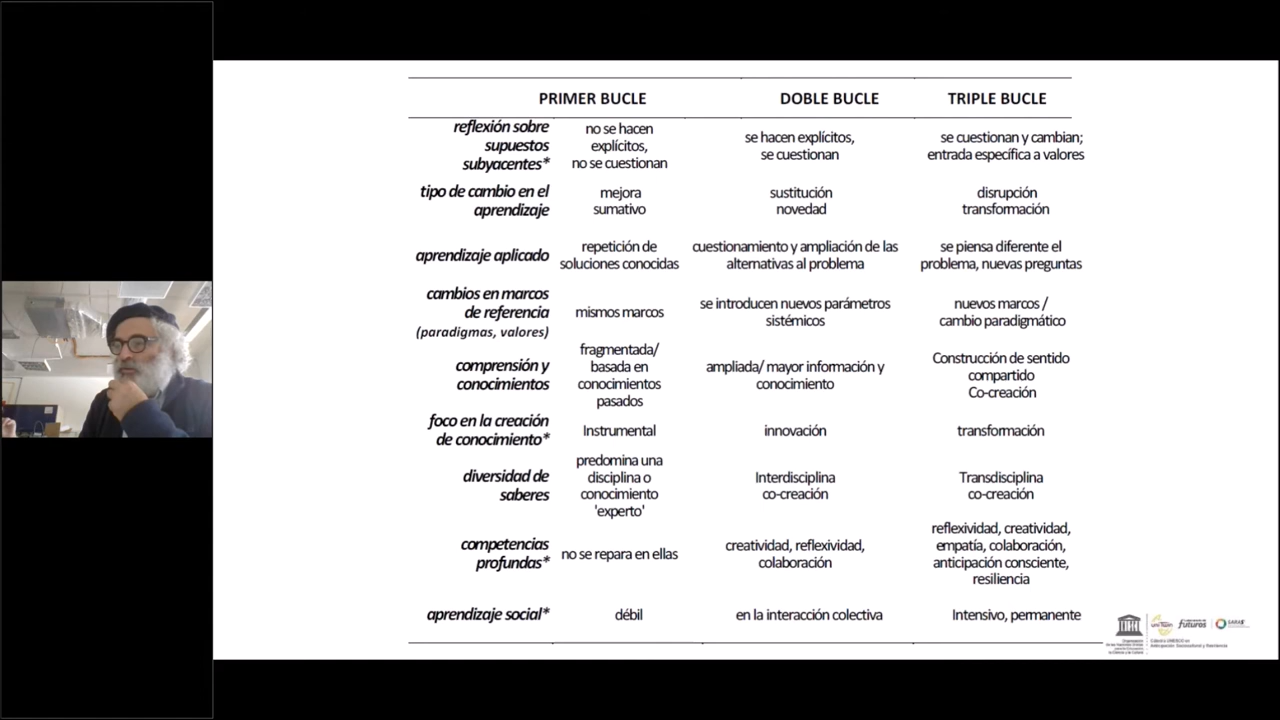 PRIMER BUCLE DOBLE BUCLE TRIPLE BUCLE
reflexión sobre
supuestos
subyacentes*
no se hacen
explícitos,
no se cuestionan
se hacen explícitos,
se cuestionan
se cuestionan y cambian;
entrada específica a valores
tipo de cambio en el
aprendizaje
mejora
sumativo
sustitución
novedad
disrupción
transformación
aprendizaje aplicado
repetición de
soluciones conocidas
cuestionamiento y ampliación de las
alternativas al problema
se piensa diferente el
problema, nuevas preguntas
cambios en marcos
de referencia
(paradigmas, valores)
mismos marcos
se introducen nuevos parámetros
sistémicos
nuevos marcos /
cambio paradigmático
comprensión y
conocimientos
fragmentada/
basada en
conocimientos
pasados
ampliada/ mayor información y
conocimiento
Construcción de sentido
compartido
Co-creación
foco en la creación
de conocimiento*
Instrumental
innovación
transformación
diversidad de
saberes
predomina una
disciplina o
conocimiento
'experto'
Interdisciplina
co-creación
Transdisciplina
co-creación
competencias
profundas*
no se repara en ellas
creatividad, reflexividad,
colaboración
reflexividad, creatividad,
empatía, colaboración,
anticipación consciente,
resiliencia
aprendizaje social*
débil
en la interacción colectiva
Intensivo, permanente
futuros
SARAS
Cátedra UNESCO en
Anticipación Sociocultural y Resiliencia